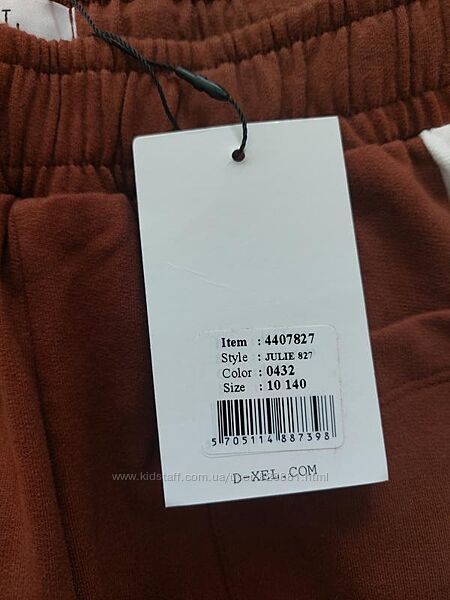 T
Item : 4407827
Style : JULIE 827
Color : 0432
Size : 10 140
5 705114 887398
D-XEL.COM